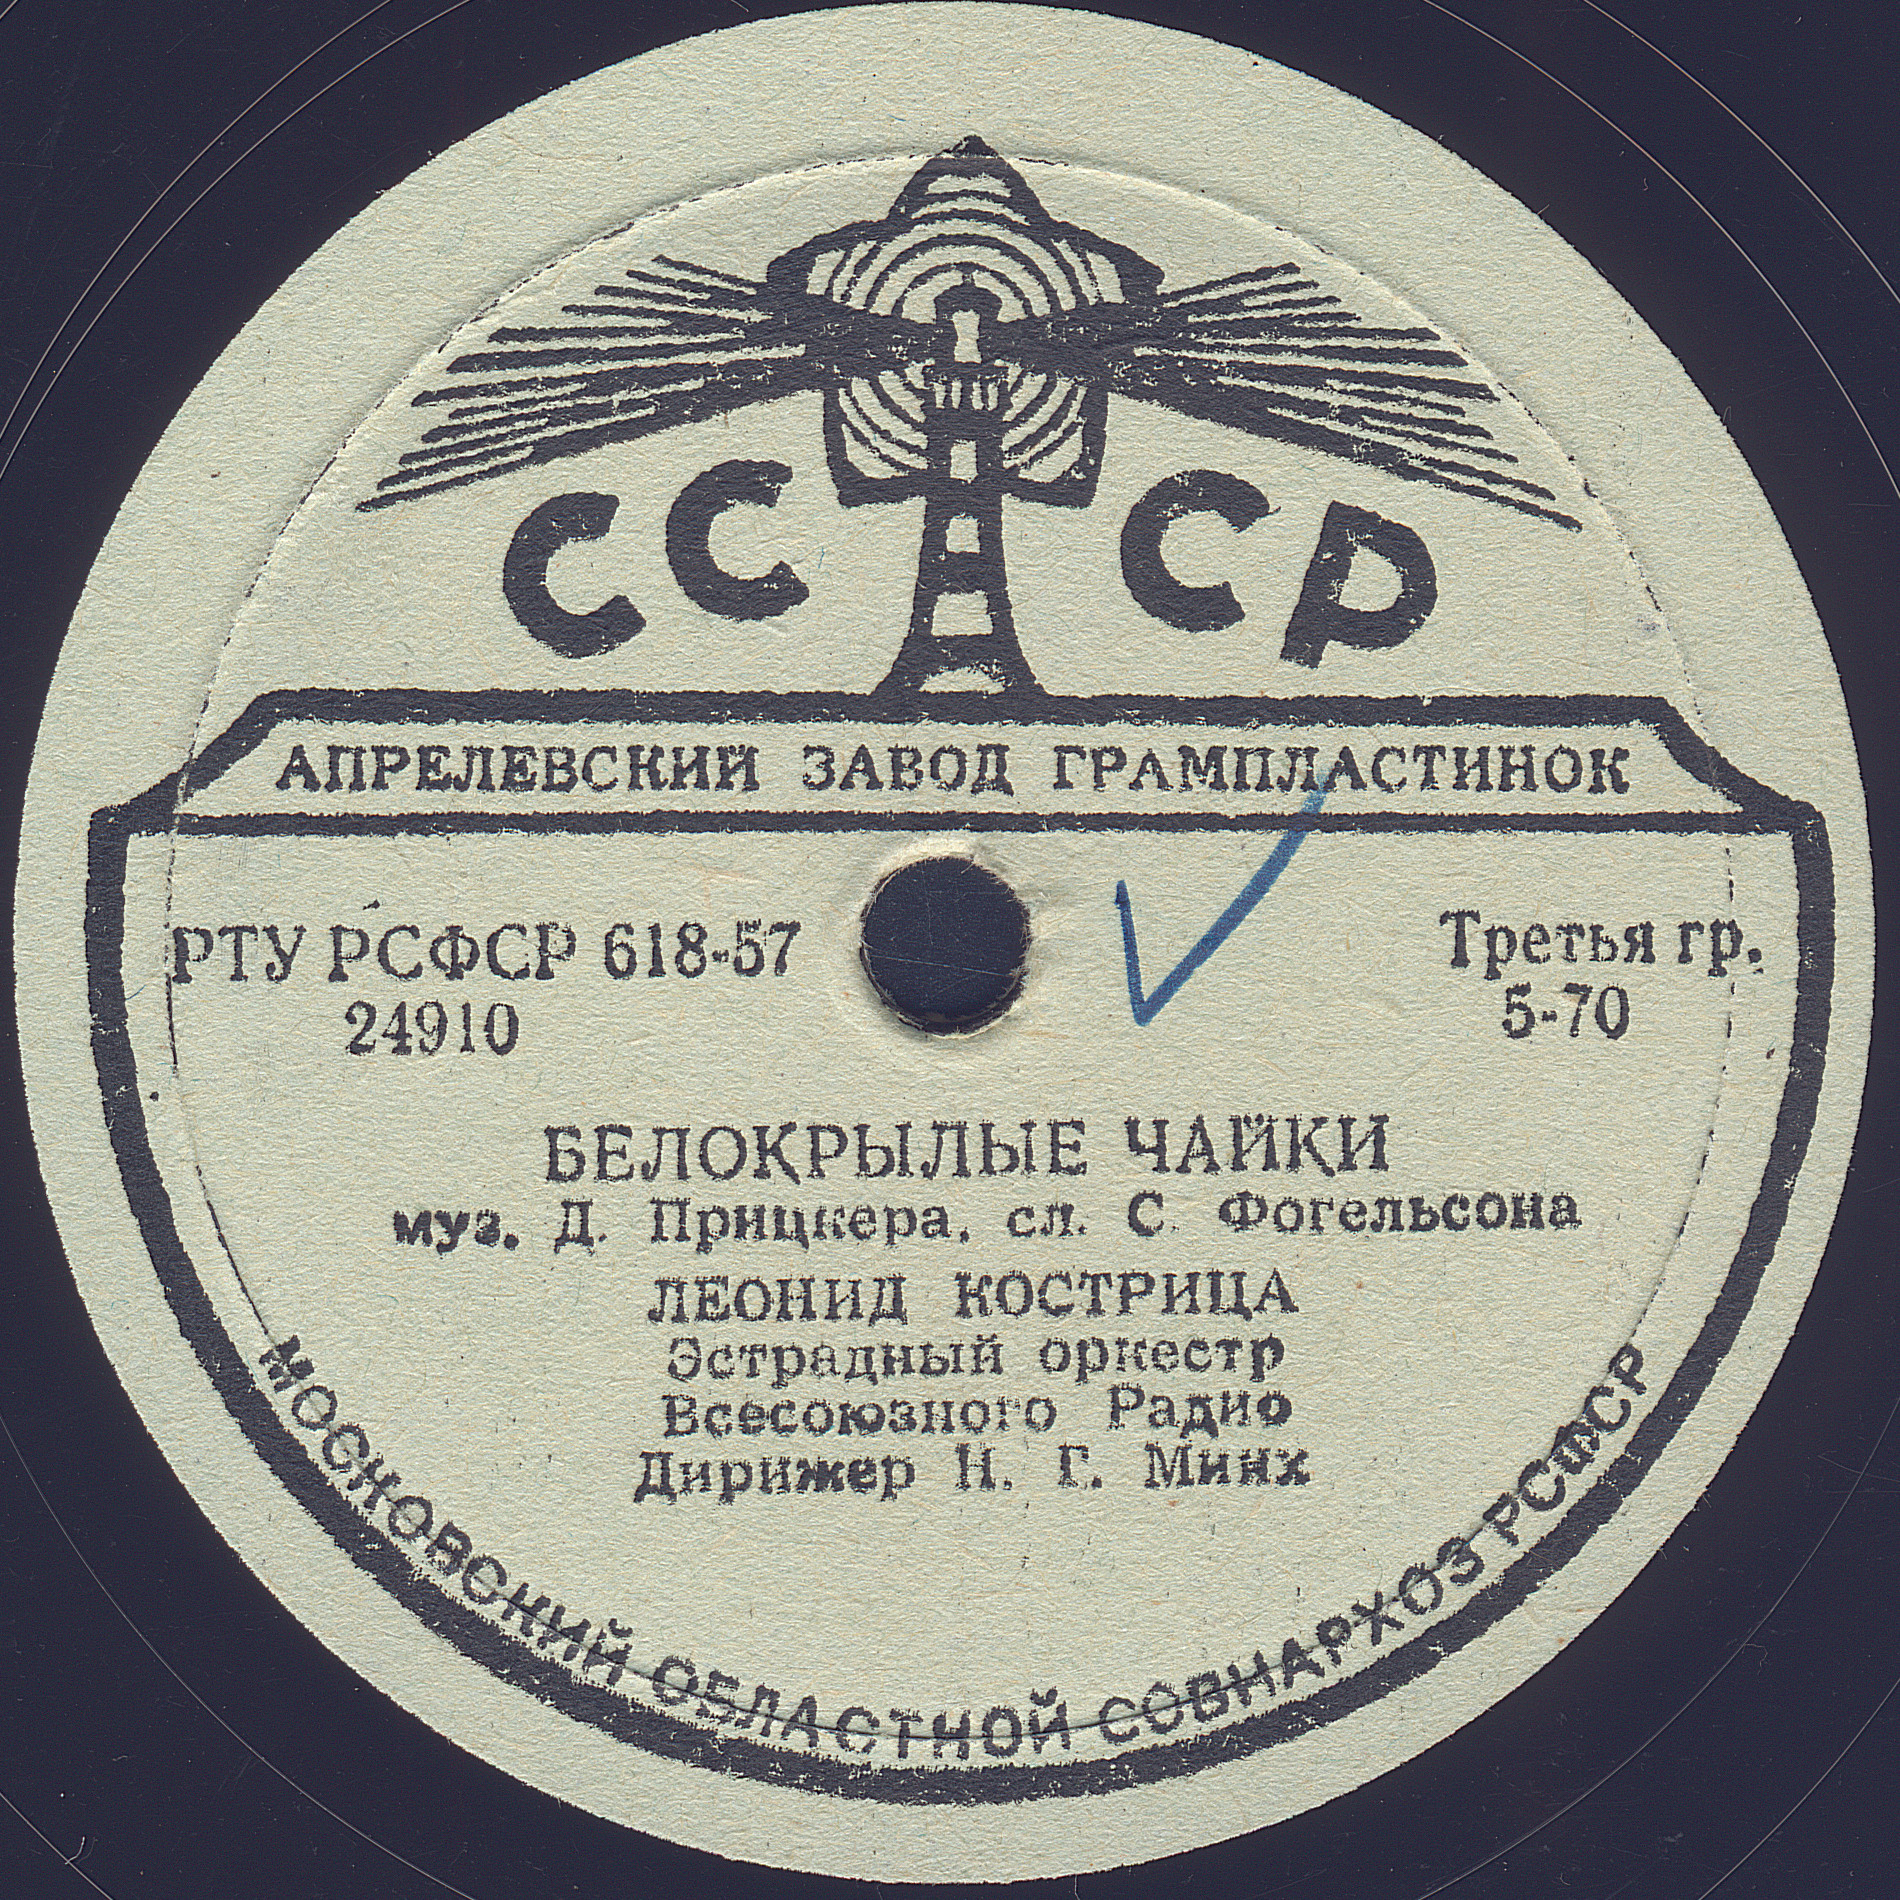 СССР
АПРЕЛЕВСКИЙ ЗАВОД ГРАМПЛАСТИНОК
РТУ РСФСР 618-57
24910
Третья гр.
5-70
БЕЛОКРЫЛЫЕ ЧАЙКИ
муз. Д. Прицкера, сл. С. Фогельсона
ЛЕОНИД КОСТРИЦА
Эстрадный оркестр
Всесоюзного Радио
Дирижер Н. Г. Минх
МОСКОВСКИЙ ОБЛАСТНОЙ СОВНАРХОЗ РСФСР